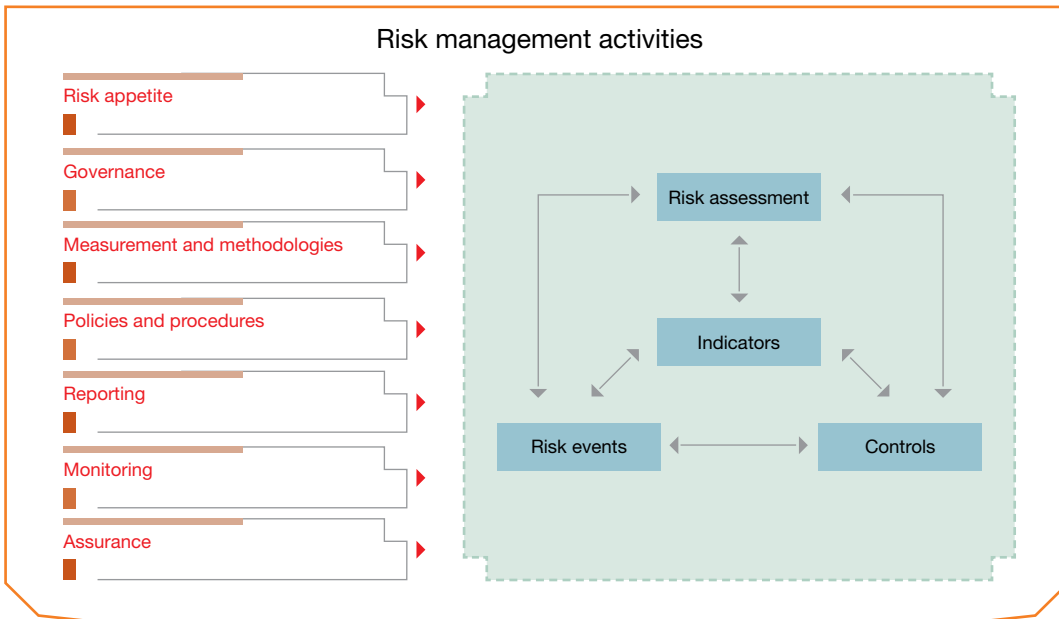 Risk management activities
Risk appetite
Governance
Measurement and methodologies
Policies and procedures
Reporting
Monitoring
Assurance
Risk assessment
Indicators
Risk events
Controls